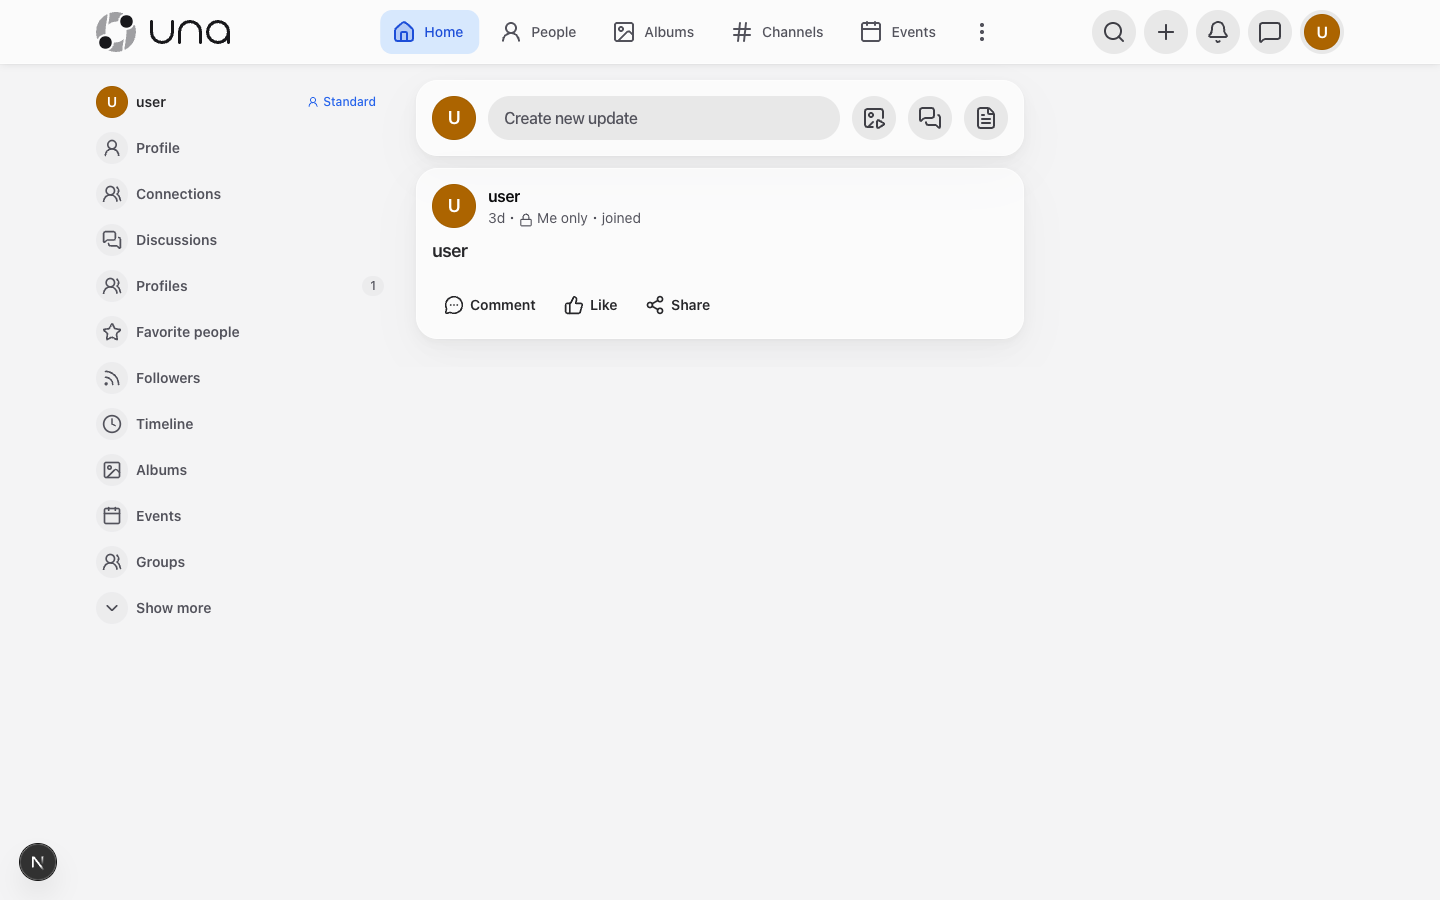 una
Home
People
Albums
Channels
Events
U
U user
Standard
Profile
Connections
Discussions
Profiles
1
Favorite people
Followers
Timeline
Albums
Events
Groups
Show more
U
Create new update
U
user
3d · Me only · joined
user
Comment
Like
Share
N